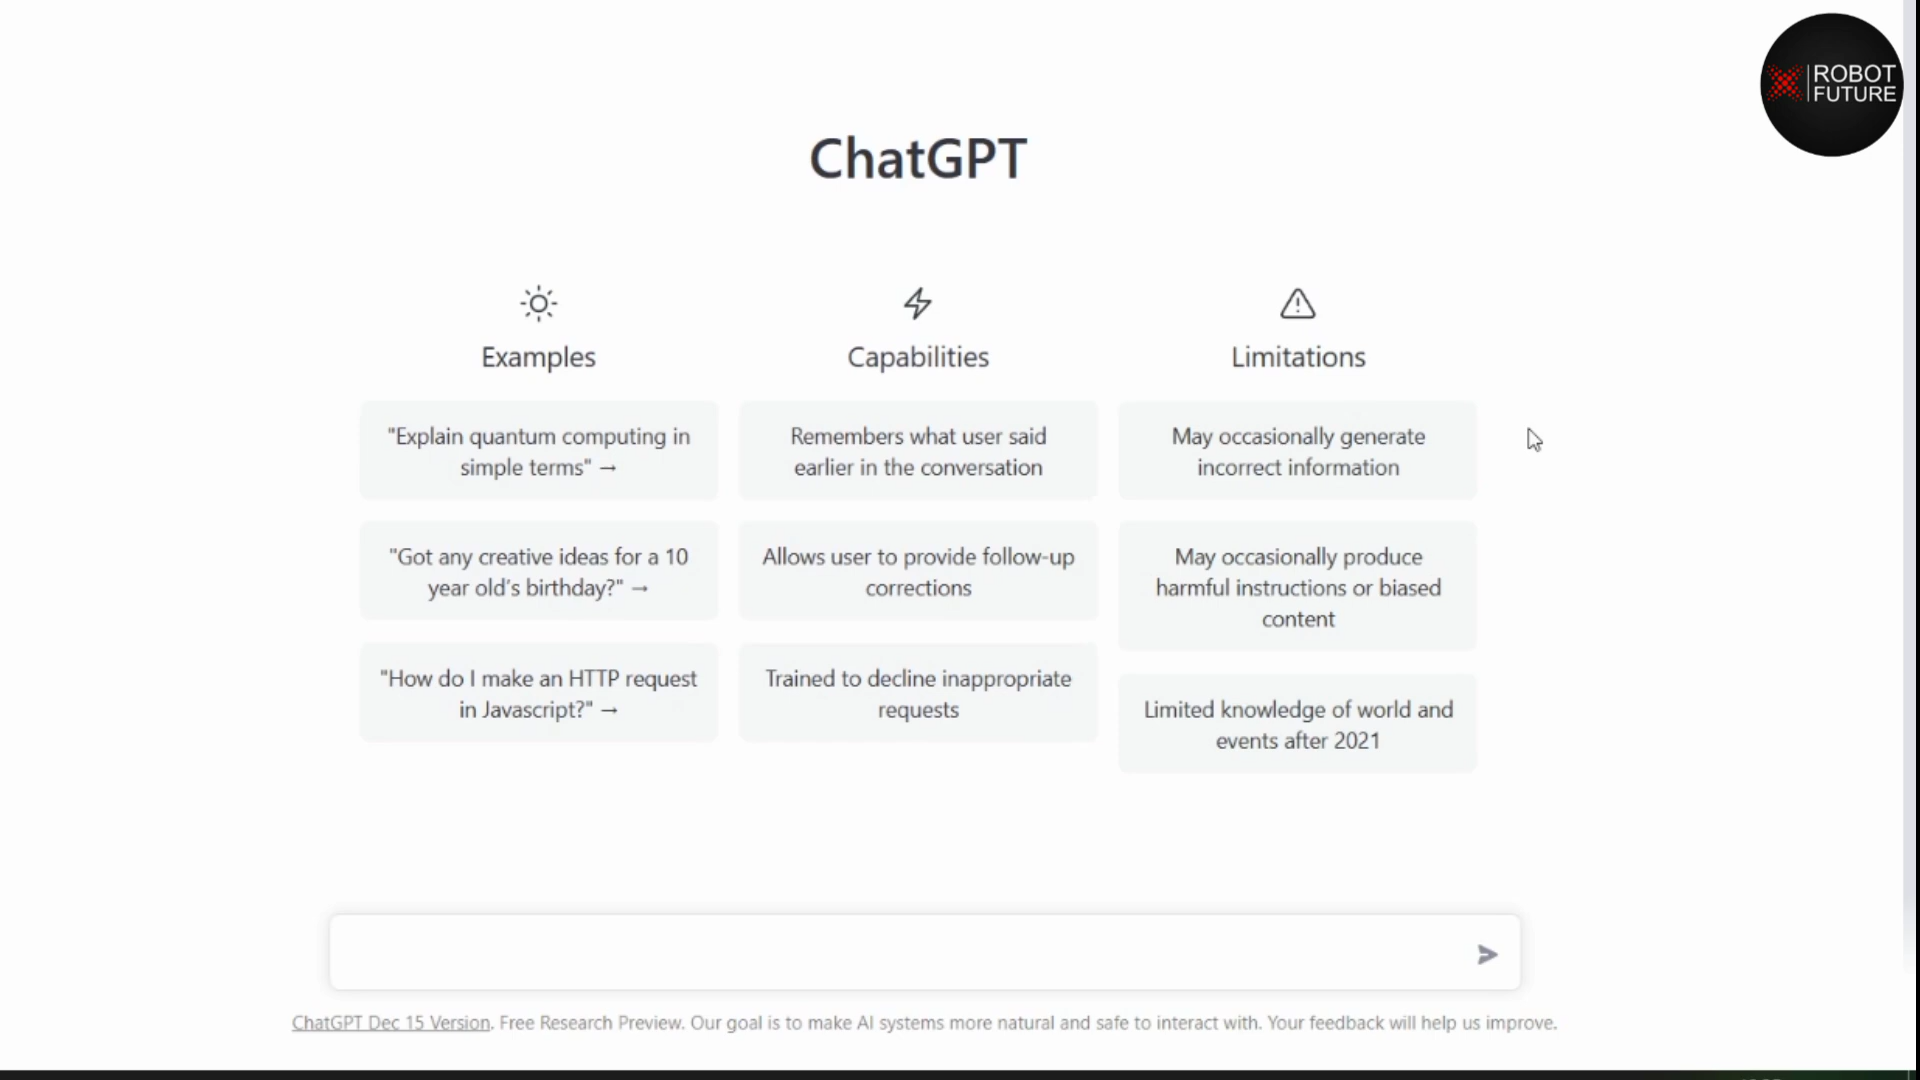 ROBOT
FUTURE
ChatGPT
Examples
"Explain quantum computing in
simple terms" →
"Got any creative ideas for a 10
year old's birthday?" →
"How do I make an HTTP request
in Javascript?" →
Capabilities
Remembers what user said
earlier in the conversation
Allows user to provide follow-up
corrections
Trained to decline inappropriate
requests
Limitations
May occasionally generate
incorrect information
May occasionally produce
harmful instructions or biased
content
Limited knowledge of world and
events after 2021
ChatGPT Dec 15 Version. Free Research Preview. Our goal is to make AI systems more natural and safe to interact with. Your feedback will help us improve.